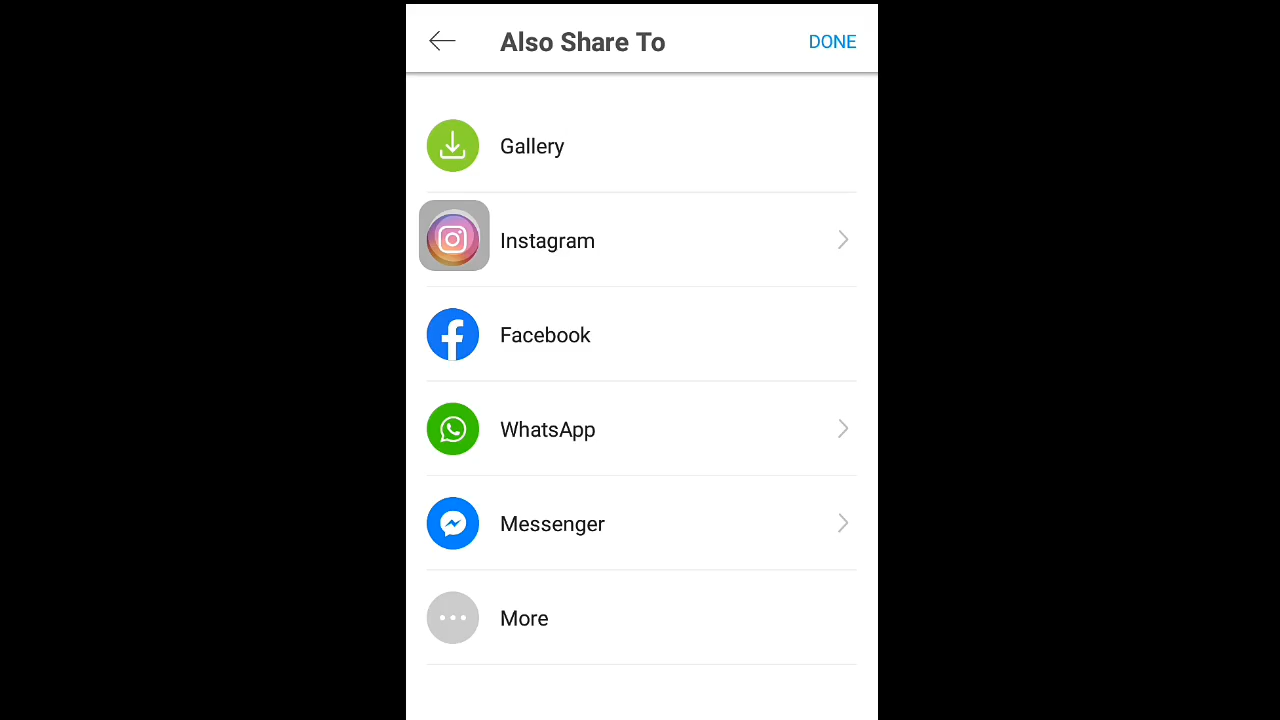 Also Share To
DONE
Gallery
Instagram
Facebook
WhatsApp
Messenger
More